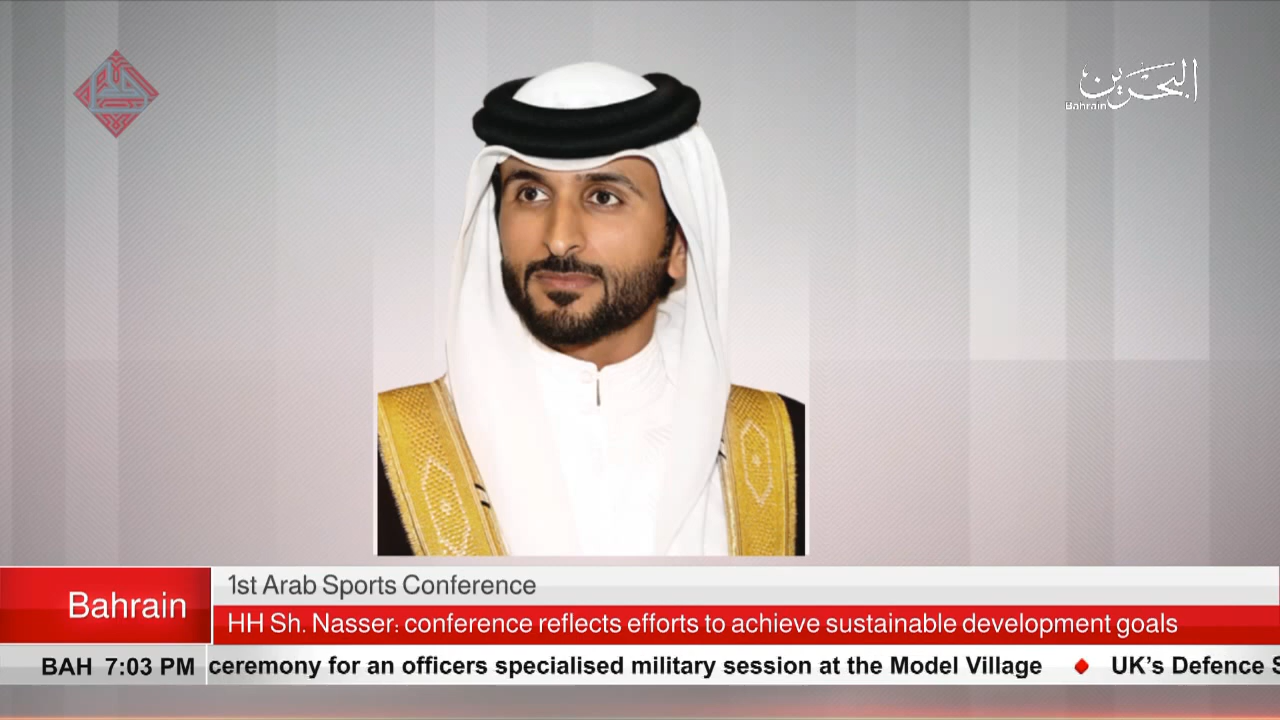 البحرين
Bahrain
1st Arab Sports Conference
Bahrain
HH Sh. Nasser: conference reflects efforts to achieve sustainable development goals
BAH 7:03 PM ceremony for an officers specialised military session at the Model Village ♦ UK's Defence S